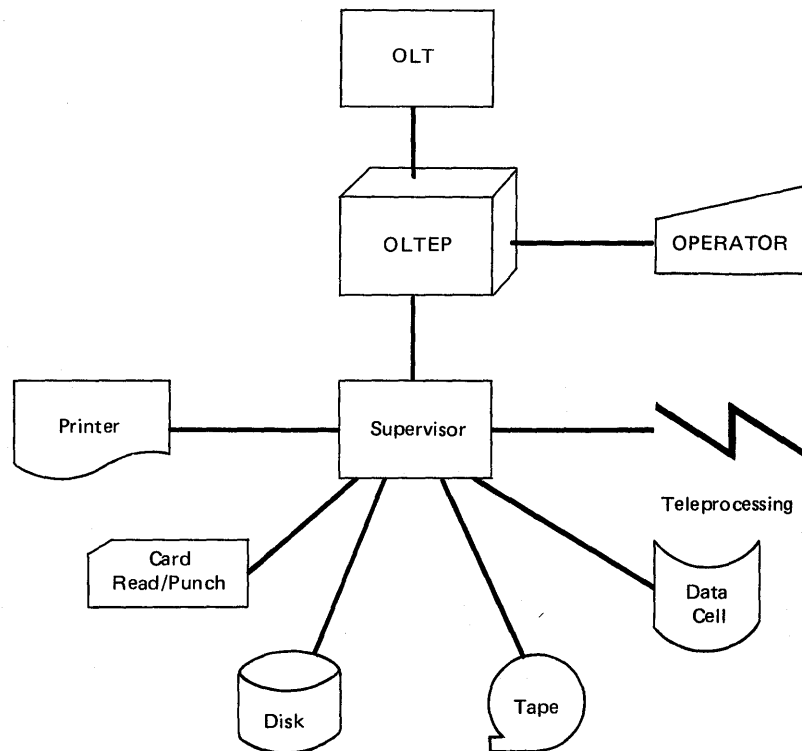 OLT
OLTEP
OPERATOR
Printer
Supervisor
Teleprocessing
Card
Read/Punch
Data
Cell
Disk
Tape